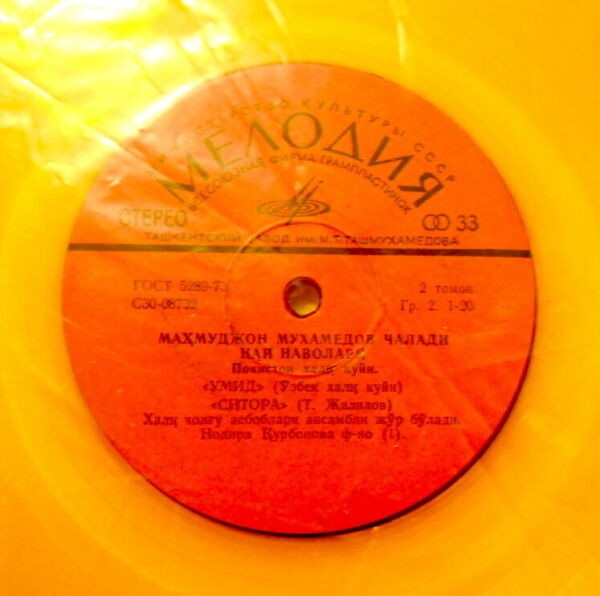 МИНИСТЕРСТВО КУЛЬТУРЫ СССР
МЕЛОДИЯ
ВСЕСОЮЗНАЯ ФИРМА ГРАМПЛАСТИНОК
СТЕРЕО
33
ТАШКЕНТСКИЙ ЗАВОД ИМ. М.Т. ТАШМУХАМЕДОВА
ГОСТ 5289-73
2 томон
С30-08732
Гр. 2. 1-20
МАҲМУДЖОН МУХАМЕДОВ ЧАЛАДИ
НАЙ НАВОЛАРИ
Покистон халқ куйи.
«УМИД» (Ўзбек халқ куйи)
«СИТОРА» (Т. Жалилов)
Халқ чолғу асбоблари ансамбли жўр бўлади.
Нодира Қурбонова ф-но (1).